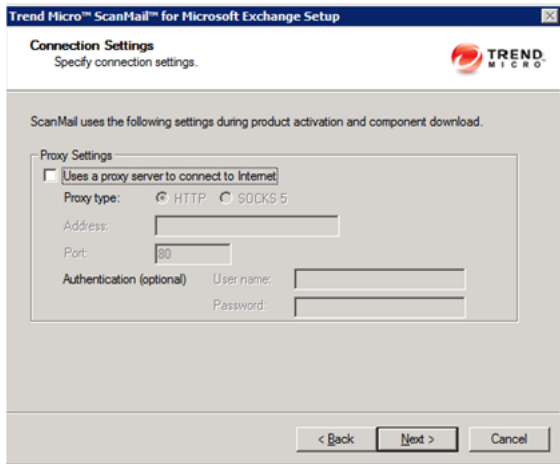 Trend Micro™ ScanMail™ for Microsoft Exchange Setup
Connection Settings
Specify connection settings.
TREND
MICRO
ScanMail uses the following settings during product activation and component download.
Proxy Settings
Uses a proxy server to connect to Internet
Proxy type: HTTP SOCKS 5
Address:
Port: 80
Authentication (optional) User name:
Password:
< Back Next > Cancel